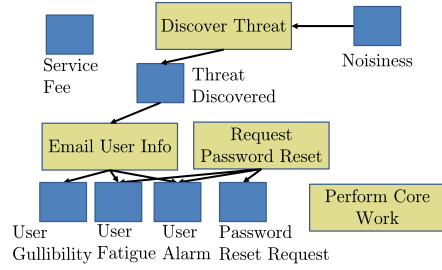 Discover Threat
Service
Fee
Noisiness
Threat
Discovered
Email User Info
Request
Password Reset
Perform Core
Work
User
Gullibility
User
Fatigue
User
Alarm
Password
Reset Request